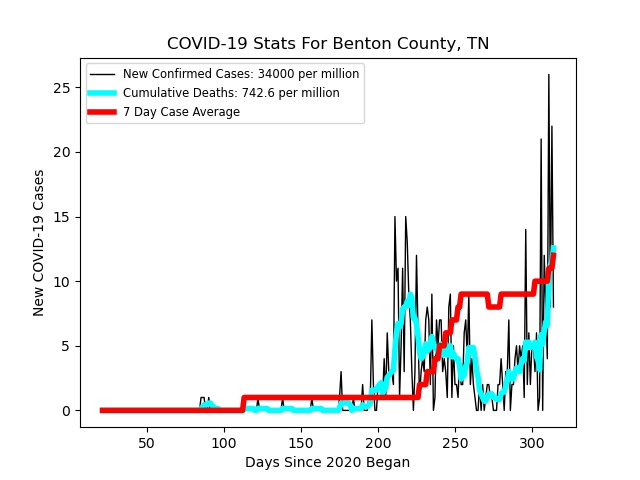 COVID-19 Stats For Benton County, TN
New Confirmed Cases: 34000 per million
Cumulative Deaths: 742.6 per million
7 Day Case Average
New COVID-19 Cases
25
20
15
10
5
0
50
100
150
200
250
300
Days Since 2020 Began